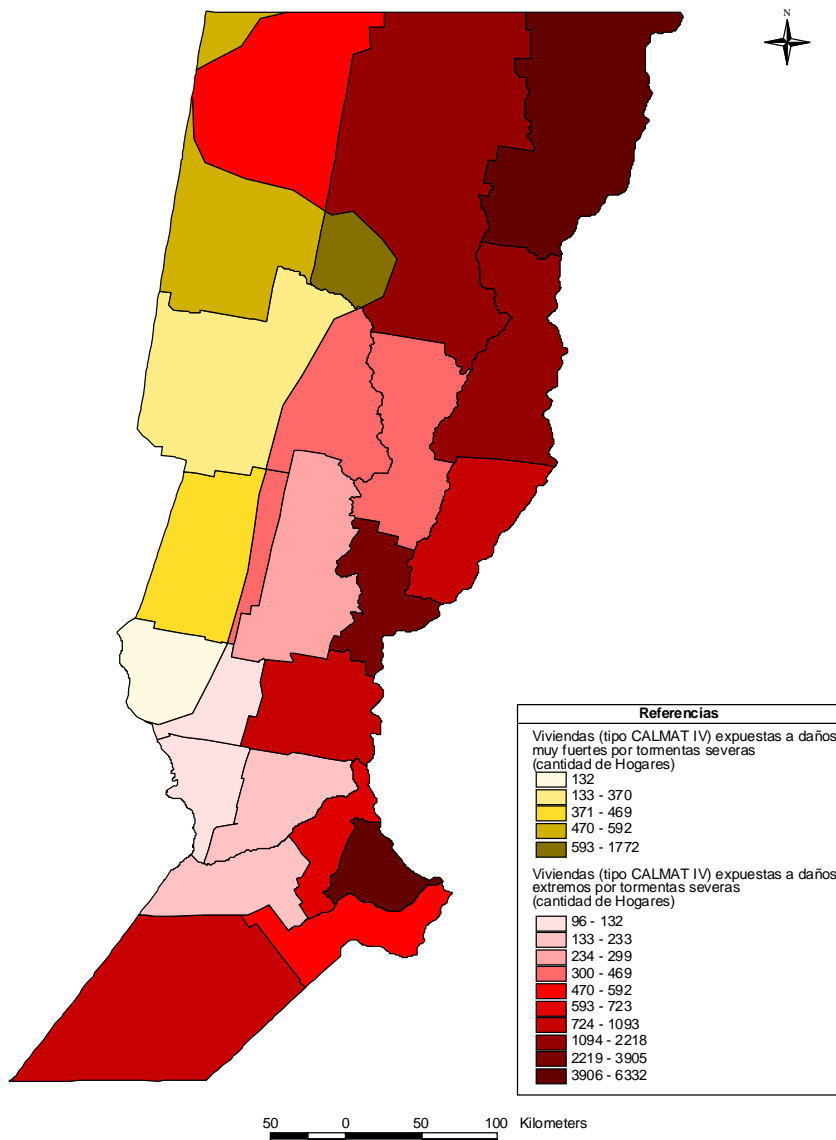 N
Referencias
Viviendas (tipo CALMAT IV) expuestas a daños
muy fuertes por tormentas severas
(cantidad de Hogares)
132
133 - 370
371 - 469
470 - 592
593 - 1772
Viviendas (tipo CALMAT IV) expuestas a daños
extremos por tormentas severas
(cantidad de Hogares)
96 - 132
133 - 233
234 - 299
300 - 469
470 - 592
593 - 723
724 - 1093
1094 - 2218
2219 - 3905
3906 - 6332
50 0 50 100 Kilometers